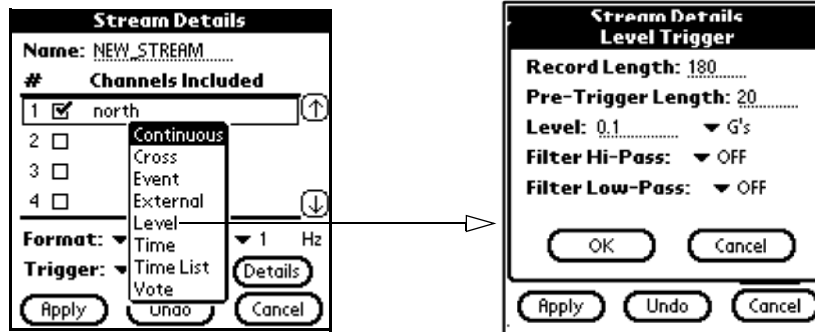 Stream Details
Name: NEW_STREAM
# Channels Included
1 north
2
3
4
Continuous
Cross
Event
External
Level
Time
Time List
Vote
Format: 1 Hz
Trigger: Details
Apply Undo Cancel
Stream Details
Level Trigger
Record Length: 180
Pre-Trigger Length: 20
Level: 0.1 G's
Filter Hi-Pass: OFF
Filter Low-Pass: OFF
OK Cancel
Apply Undo Cancel